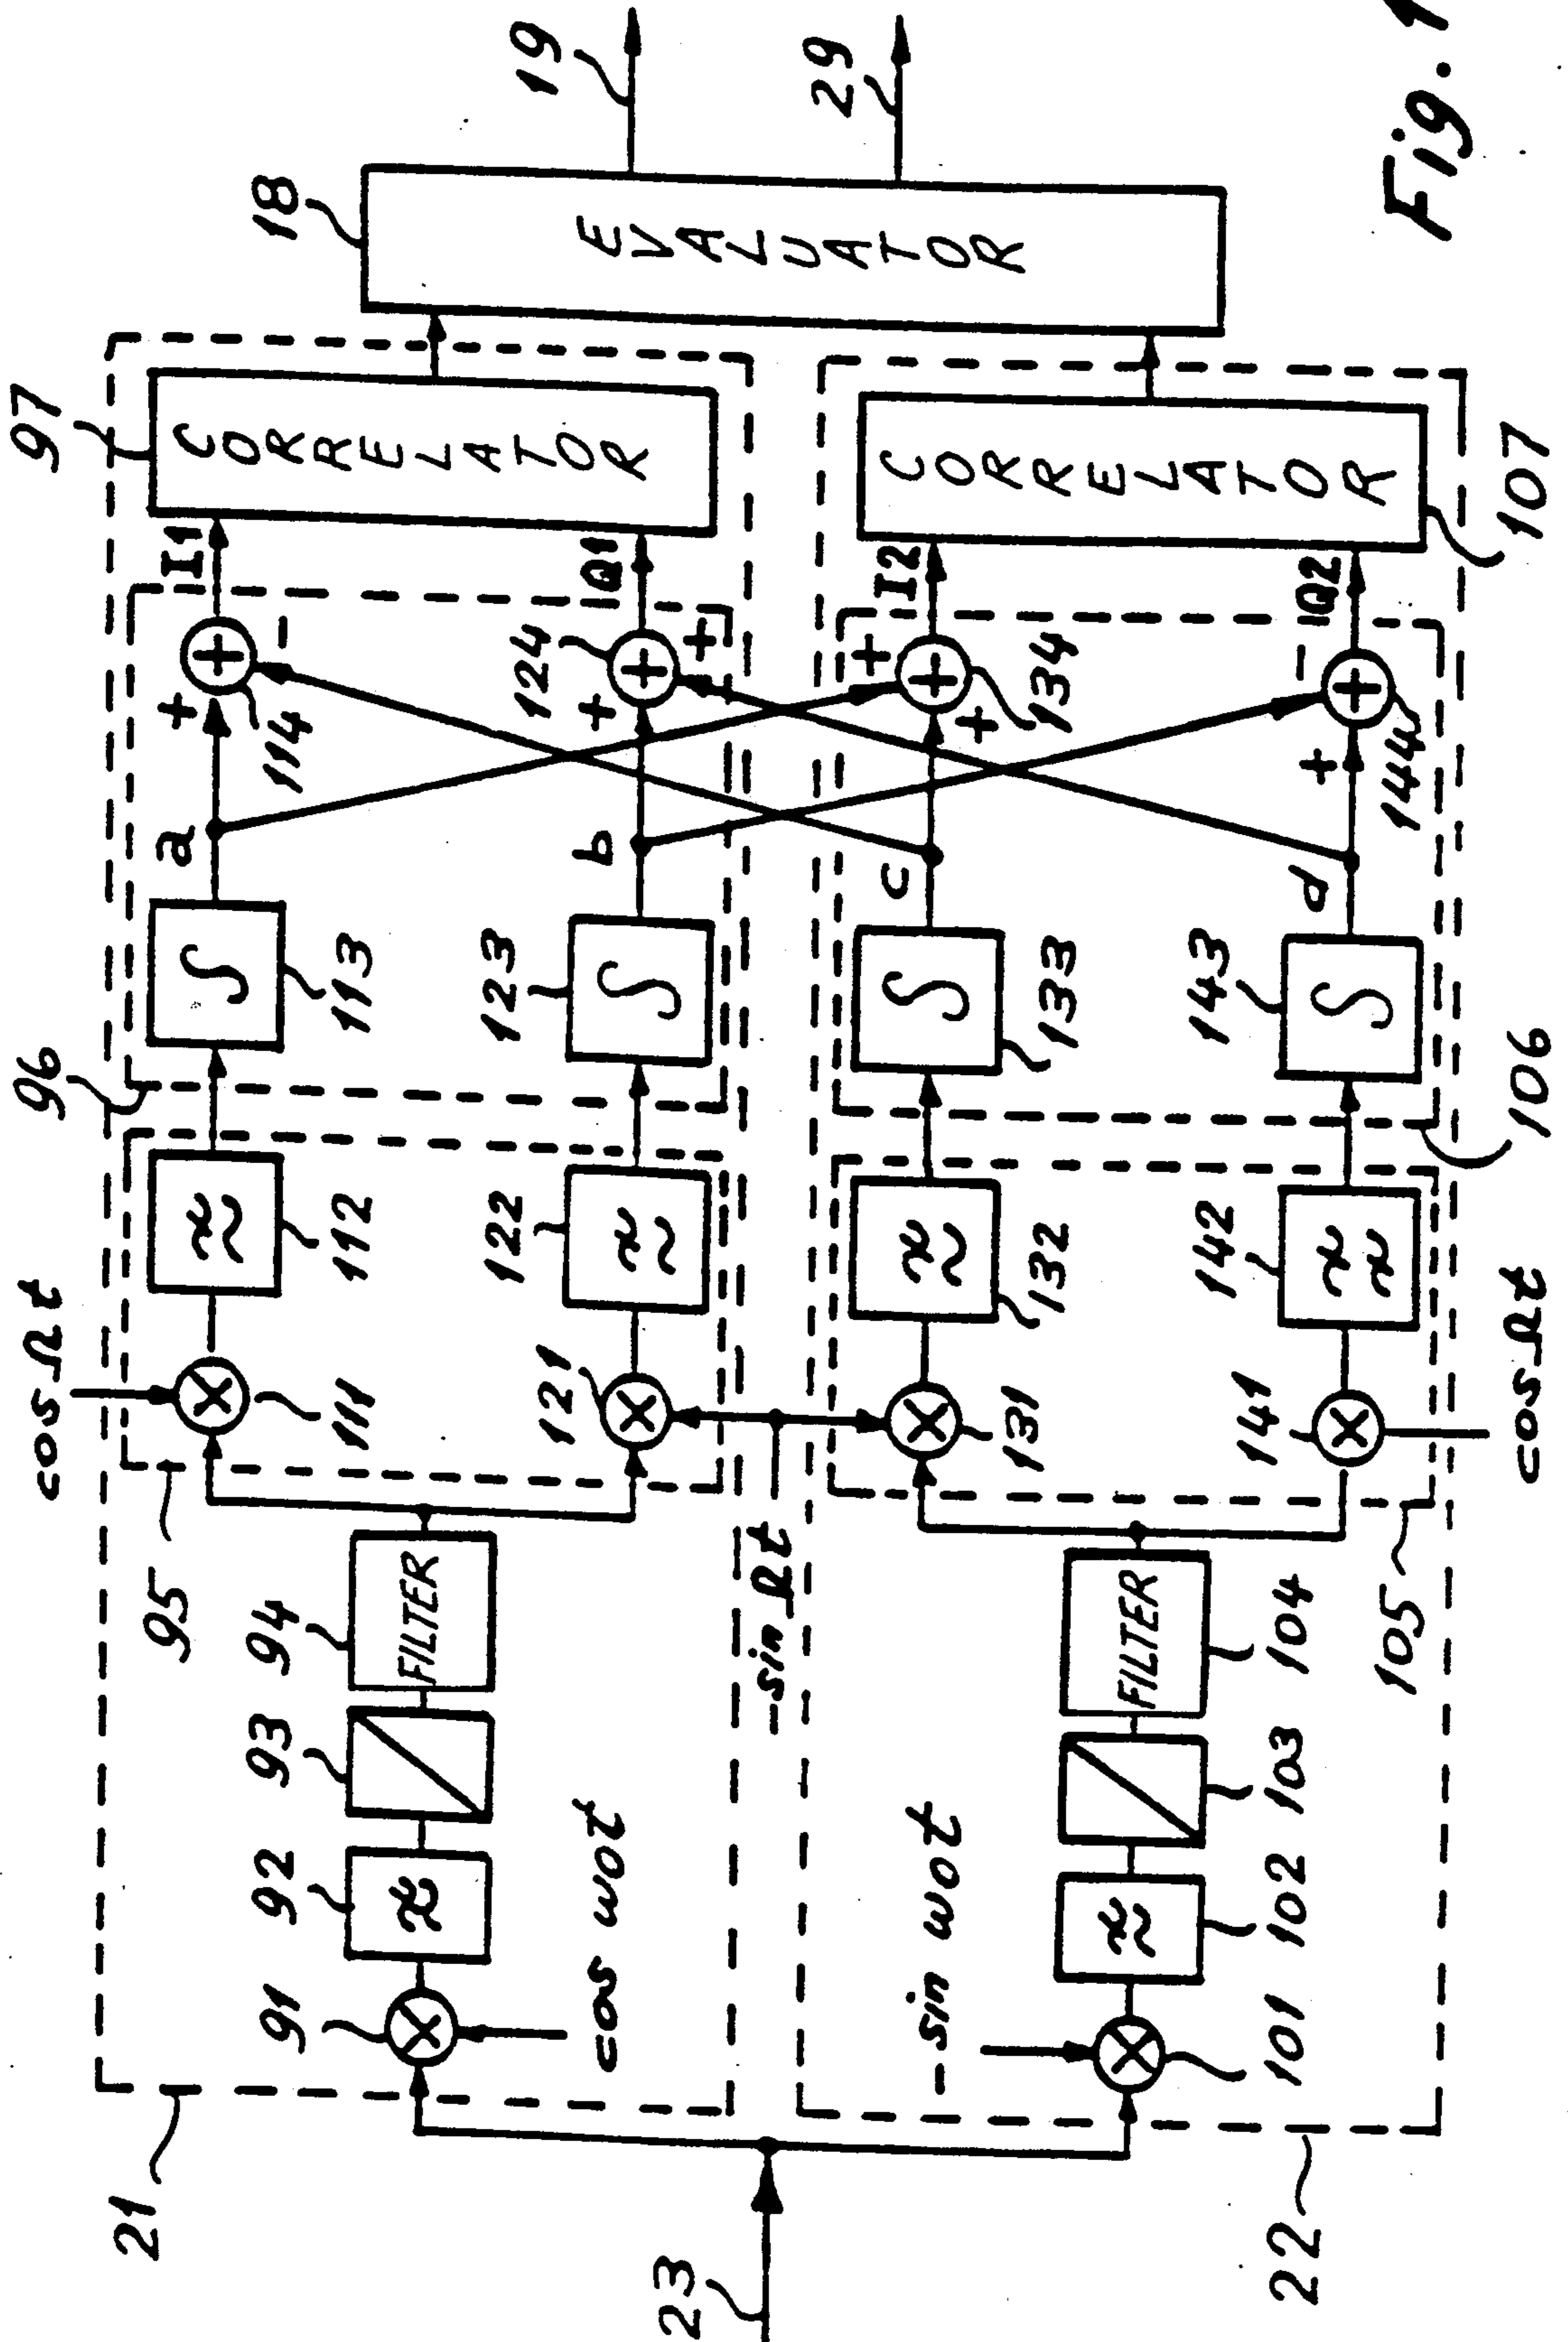 21
23
22
91
92
93
94
FILTER
cos wot
- sin wot
101
102
103
104
FILTER
95
cos Ωt
111
112
121
122
- sin Ωt
131
132
141
142
cos Ωt
105
96
113
123
133
143
106
a
b
c
d
+
-
114
+
+
124
+
+
134
+
-
144
I1
Q1
I2
Q2
97
CORRELATOR
CORRELATOR
107
18
EVALUATOR
19
29
Fig. 1